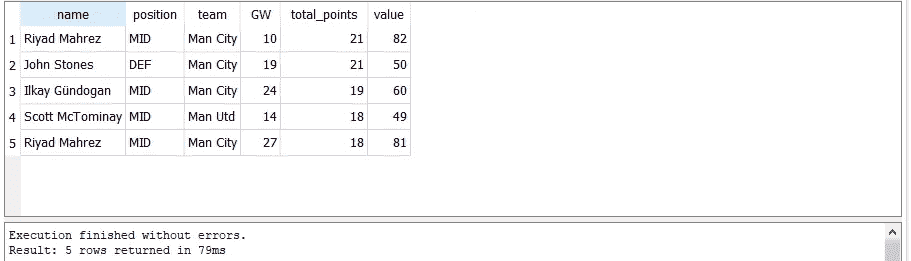 name position team GW total_points value
1 Riyad Mahrez MID Man City 10 21 82
2 John Stones DEF Man City 19 21 50
3 Ilkay Gündogan MID Man City 24 19 60
4 Scott McTominay MID Man Utd 14 18 49
5 Riyad Mahrez MID Man City 27 18 81
Execution finished without errors.
Result: 5 rows returned in 79ms